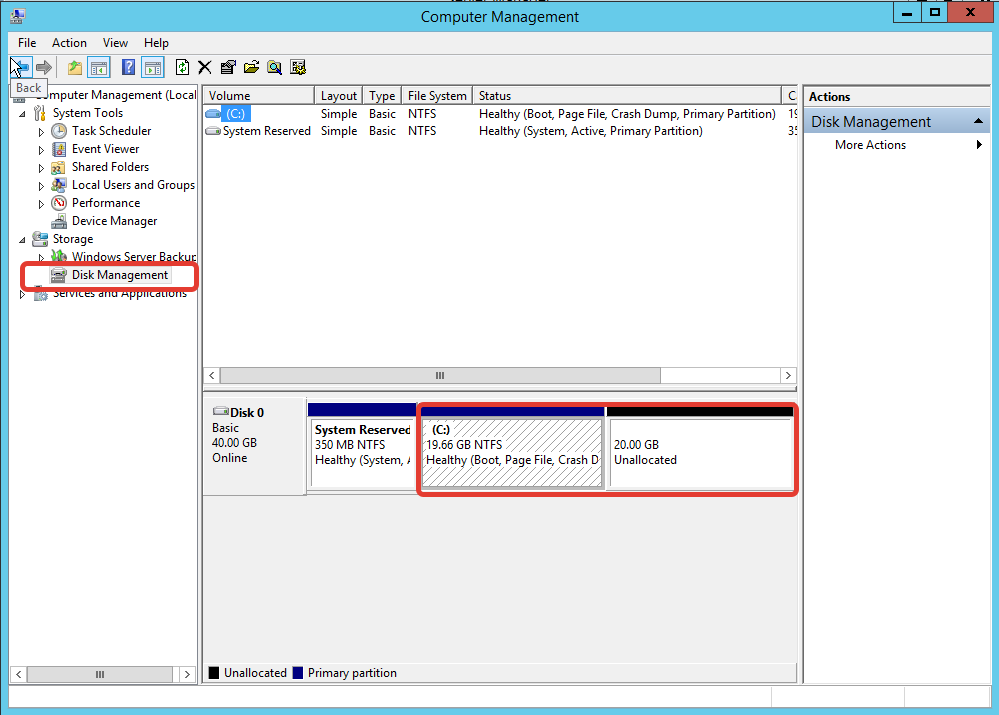 Computer Management
File Action View Help
Back
Computer Management (Local
System Tools
Task Scheduler
Event Viewer
Shared Folders
Local Users and Groups
Performance
Device Manager
Storage
Windows Server Backup
Disk Management
Services and Applications
Volume Layout Type File System Status C
(C:) Simple Basic NTFS Healthy (Boot, Page File, Crash Dump, Primary Partition) 19
System Reserved Simple Basic NTFS Healthy (System, Active, Primary Partition) 35
Disk 0
Basic
40.00 GB
Online
System Reserved
350 MB NTFS
Healthy (System, A
(C:)
19.66 GB NTFS
Healthy (Boot, Page File, Crash D
20.00 GB
Unallocated
Unallocated Primary partition
Actions
Disk Management
More Actions